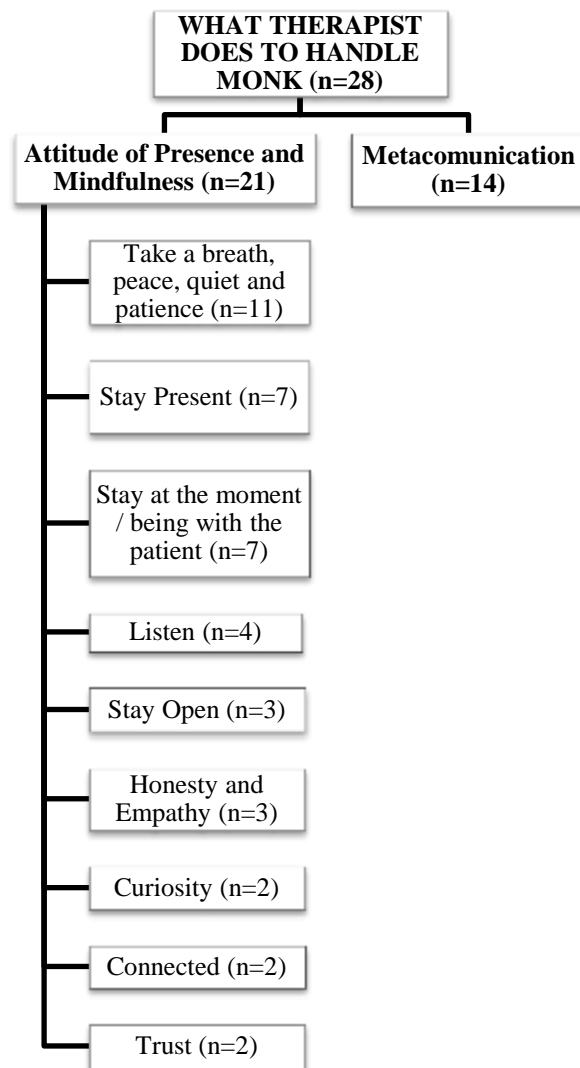 WHAT THERAPIST
DOES TO HANDLE
MONK (n=28)
Attitude of Presence and
Mindfulness (n=21)
Metacomunication
(n=14)
Take a breath,
peace, quiet and
patience (n=11)
Stay Present (n=7)
Stay at the moment
/ being with the
patient (n=7)
Listen (n=4)
Stay Open (n=3)
Honesty and
Empathy (n=3)
Curiosity (n=2)
Connected (n=2)
Trust (n=2)